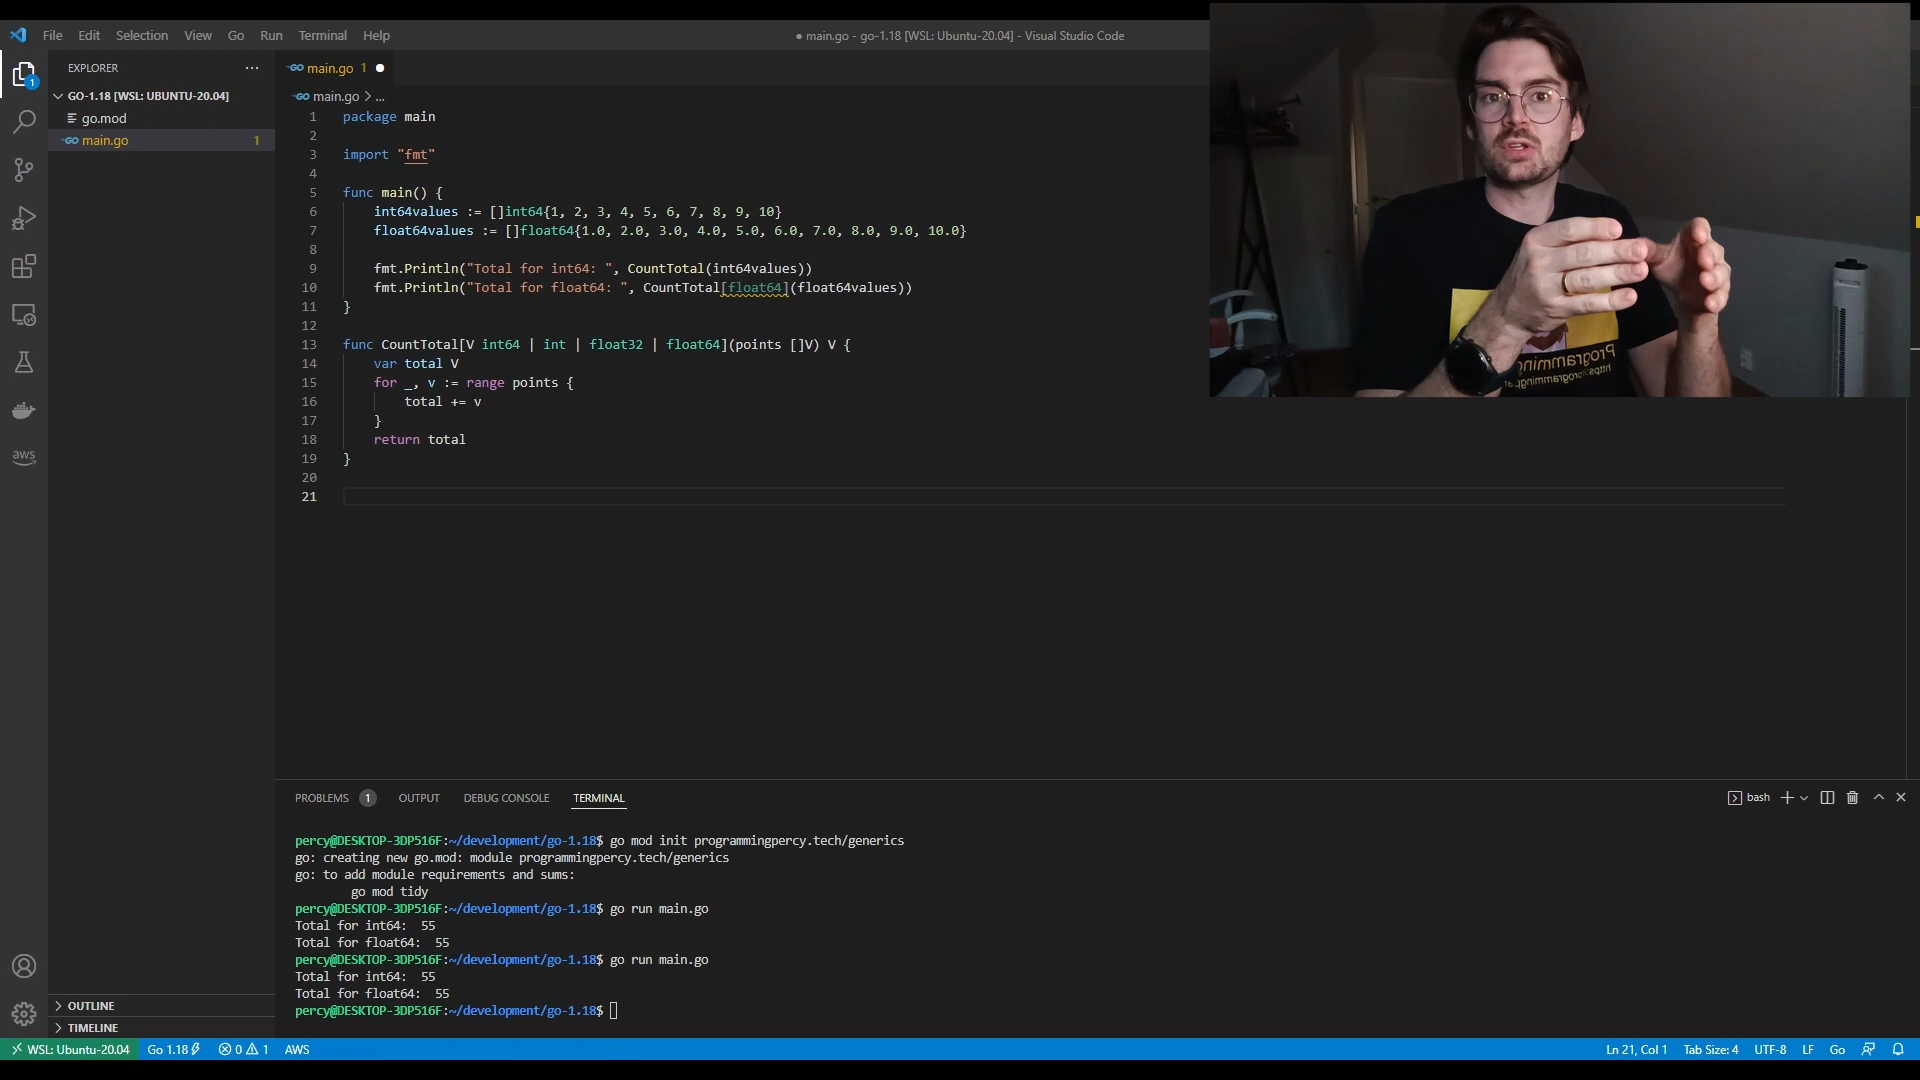 File Edit Selection View Go Run Terminal Help
● main.go - go-1.18 [WSL: Ubuntu-20.04] - Visual Studio Code
EXPLORER ...
GO-1.18 [WSL: UBUNTU-20.04]
go.mod
GO main.go 1
GO main.go 1 ●
GO main.go > ...
1 package main
2
3 import "fmt"
4
5 func main() {
6 int64values := []int64{1, 2, 3, 4, 5, 6, 7, 8, 9, 10}
7 float64values := []float64{1.0, 2.0, 3.0, 4.0, 5.0, 6.0, 7.0, 8.0, 9.0, 10.0}
8
9 fmt.Println("Total for int64: ", CountTotal(int64values))
10 fmt.Println("Total for float64: ", CountTotal[float64](float64values))
11 }
12
13 func CountTotal[V int64 | int | float32 | float64](points []V) V {
14 var total V
15 for _, v := range points {
16 total += v
17 }
18 return total
19 }
20
21
1
aws
Programming
PROBLEMS 1 OUTPUT DEBUG CONSOLE TERMINAL
bash
percy@DESKTOP-3DP516F:~/development/go-1.18$ go mod init programmingpercy.tech/generics
go: creating new go.mod: module programmingpercy.tech/generics
go: to add module requirements and sums:
go mod tidy
percy@DESKTOP-3DP516F:~/development/go-1.18$ go run main.go
Total for int64:  55
Total for float64:  55
percy@DESKTOP-3DP516F:~/development/go-1.18$ go run main.go
Total for int64:  55
Total for float64:  55
percy@DESKTOP-3DP516F:~/development/go-1.18$
OUTLINE
TIMELINE
WSL: Ubuntu-20.04 Go 1.18 0 1 AWS
Ln 21, Col 1 Tab Size: 4 UTF-8 LF Go